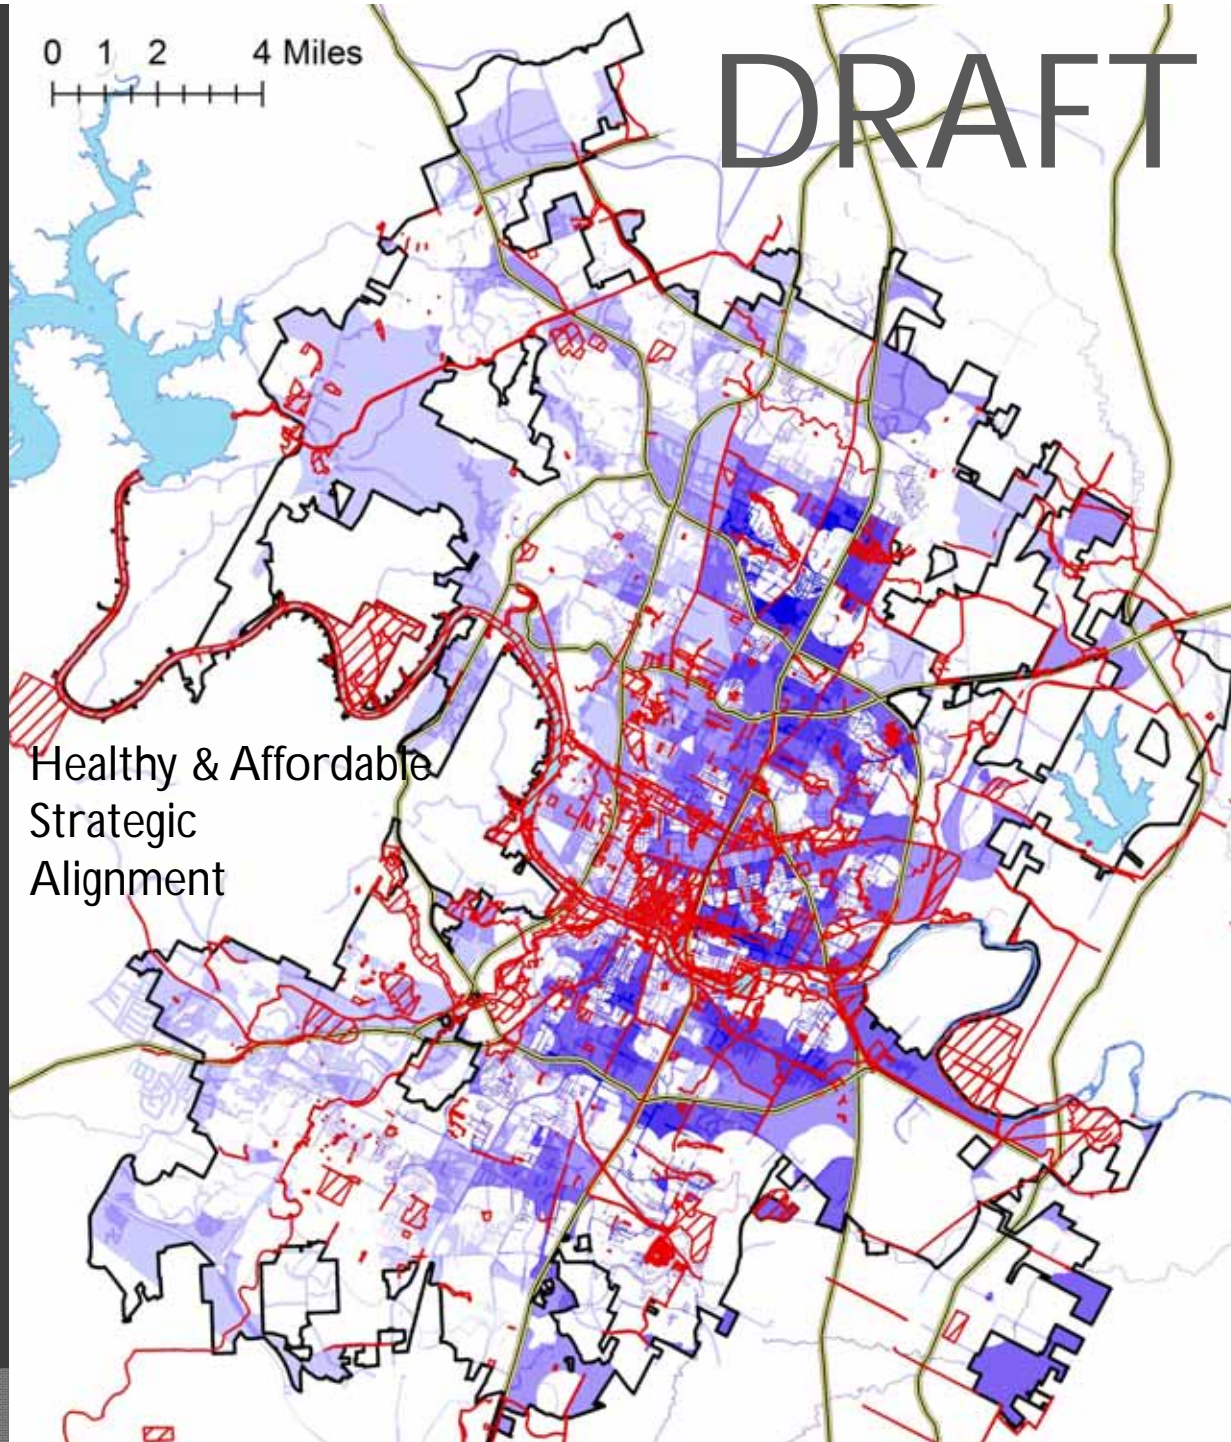 0 1 2 4 Miles
DRAFT
Healthy & Affordable
Strategic
Alignment